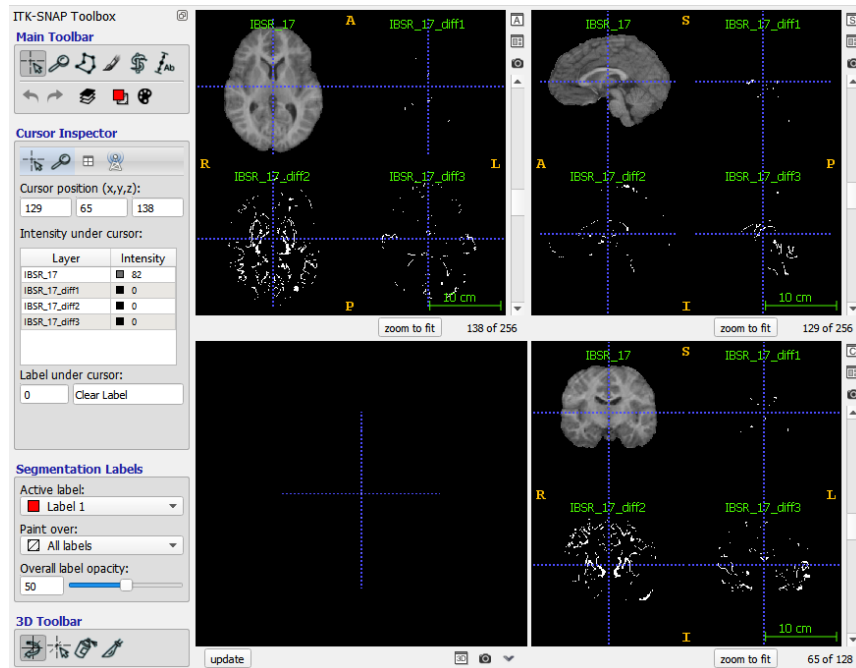 ITK-SNAP Toolbox
Main Toolbar
Ab
Cursor Inspector
Cursor position (x,y,z):
129 65 138
Intensity under cursor:
Layer Intensity
IBSR_17 82
IBSR_17_diff1 0
IBSR_17_diff2 0
IBSR_17_diff3 0
Label under cursor:
0 Clear Label
Segmentation Labels
Active label:
Label 1
Paint over:
All labels
Overall label opacity:
50
3D Toolbar
IBSR_17 A IBSR_17_diff1
R L
IBSR_17_diff2 IBSR_17_diff3
P 10 cm
zoom to fit 138 of 256
A
IBSR_17 S IBSR_17_diff1
A P
IBSR_17_diff2 IBSR_17_diff3
I 10 cm
zoom to fit 129 of 256
S
update
3D
IBSR_17 S IBSR_17_diff1
R L
IBSR_17_diff2 IBSR_17_diff3
I 10 cm
zoom to fit 65 of 128
C